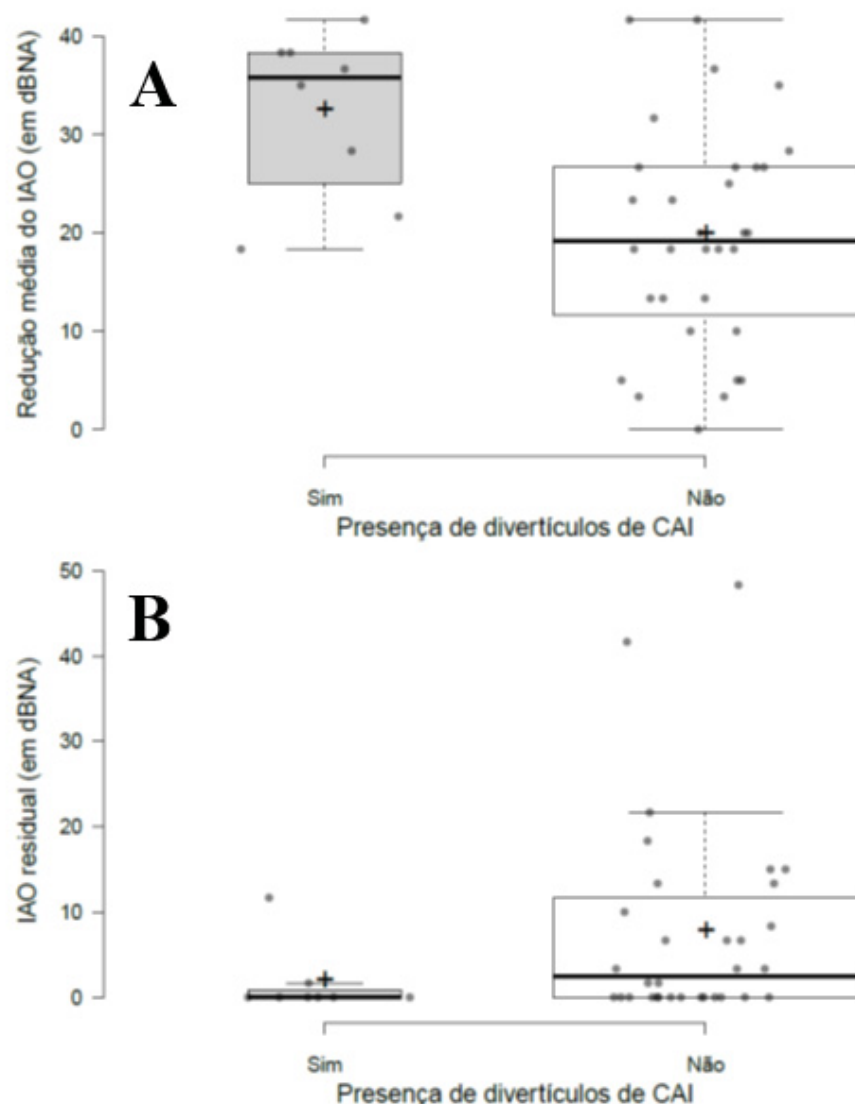 A
Redução média do IAO (em dBNA)
40
30
20
10
0
Sim
Não
Presença de divertículos de CAI
B
IAO residual (em dBNA)
50
40
30
20
10
0
Sim
Não
Presença de divertículos de CAI